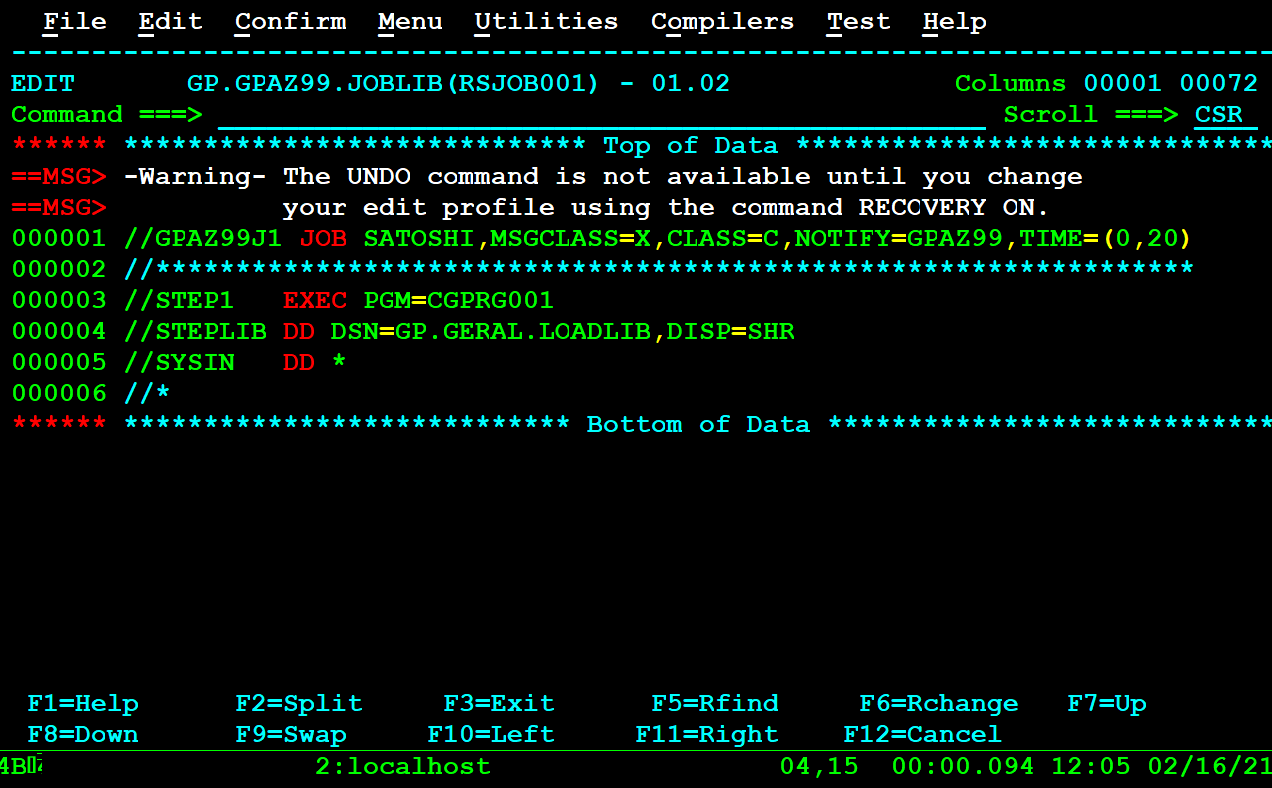 File  Edit  Confirm  Menu  Utilities  Compilers  Test  Help
-------------------------------------------------------------------------------
EDIT       GP.GPAZ99.JOBLIB(RSJOB001) - 01.02              Columns 00001 00072
Command ===>                                                  Scroll ===> CSR
****** ***************************** Top of Data ******************************
==MSG> -Warning- The UNDO command is not available until you change
==MSG>           your edit profile using the command RECOVERY ON.
000001 //GPAZ99J1 JOB SATOSHI,MSGCLASS=X,CLASS=C,NOTIFY=GPAZ99,TIME=(0,20)
000002 //*****************************************************************
000003 //STEP1   EXEC PGM=CGPRG001
000004 //STEPLIB DD DSN=GP.GERAL.LOADLIB,DISP=SHR
000005 //SYSIN   DD *
000006 //*
****** **************************** Bottom of Data ****************************
F1=Help      F2=Split     F3=Exit      F5=Rfind     F6=Rchange   F7=Up
F8=Down      F9=Swap     F10=Left     F11=Right    F12=Cancel
2:localhost                  04,15  00:00.094 12:05 02/16/21